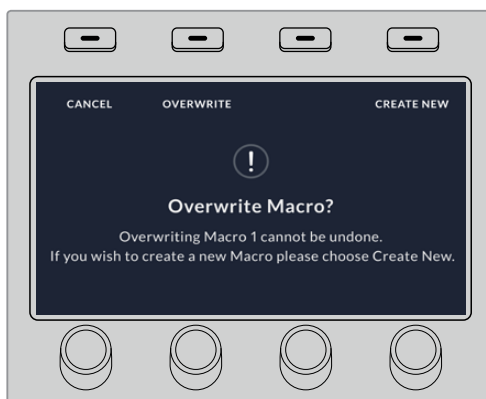 CANCEL OVERWRITE CREATE NEW
!
Overwrite Macro?
Overwriting Macro 1 cannot be undone.
If you wish to create a new Macro please choose Create New.